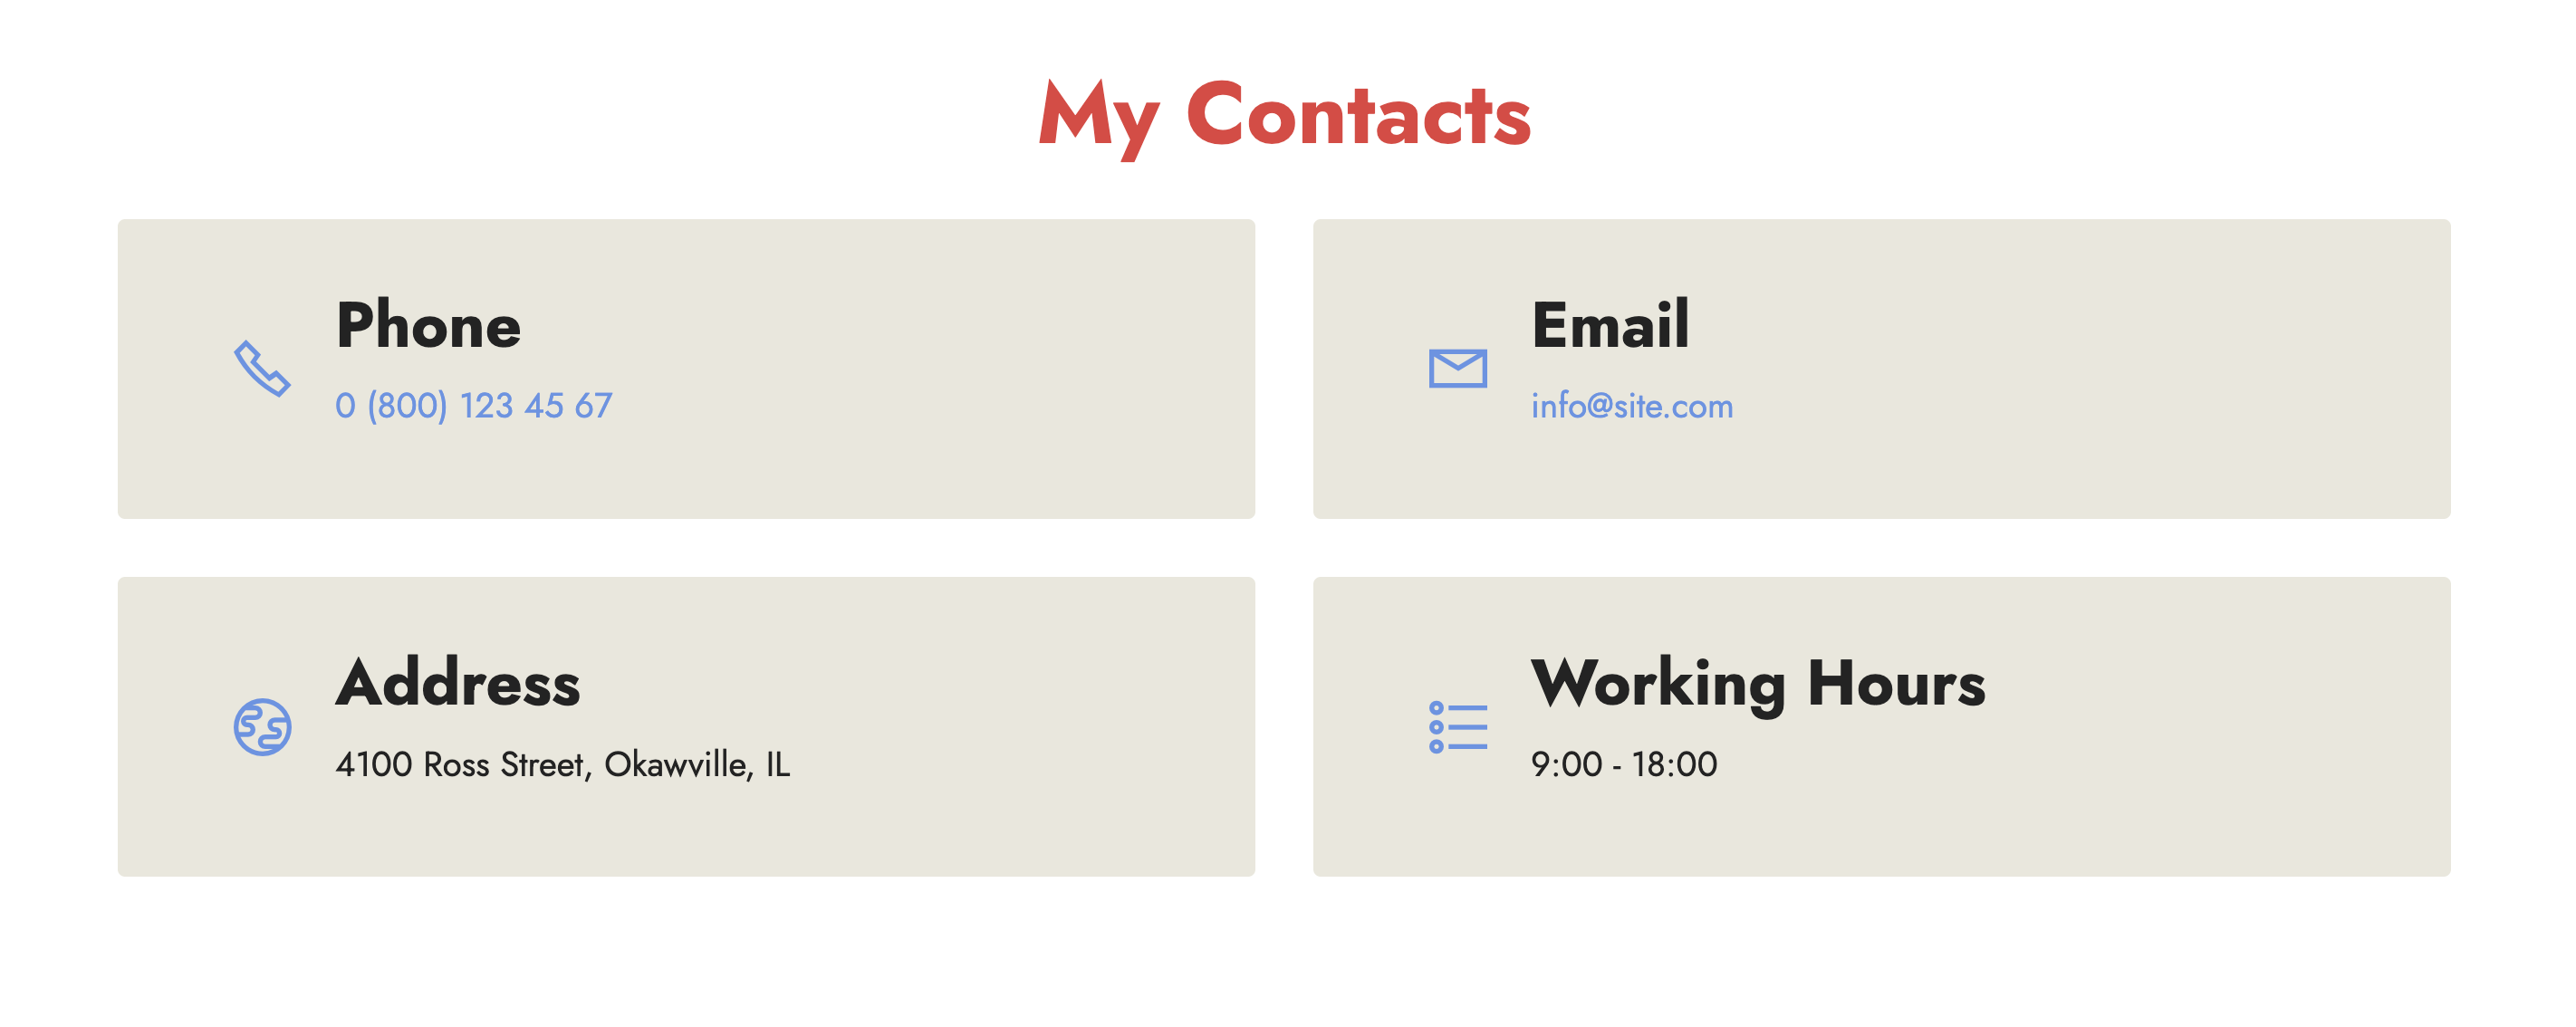 My Contacts
Phone
0 (800) 123 45 67
Email
info@site.com
Address
4100 Ross Street, Okawville, IL
Working Hours
9:00 - 18:00